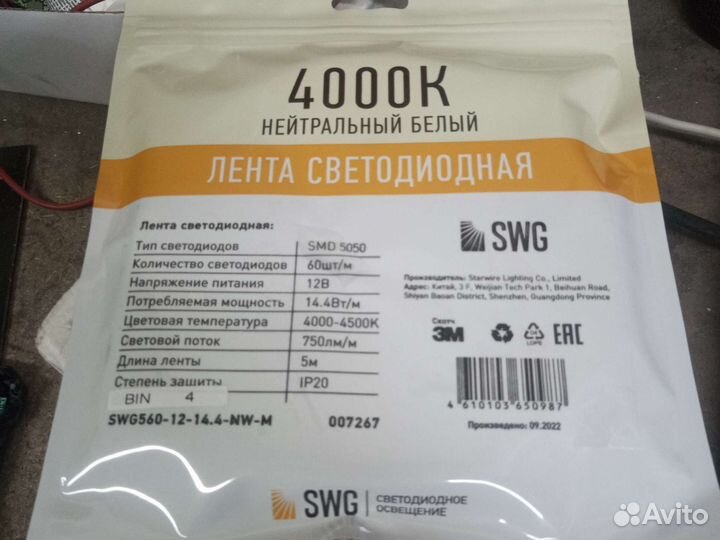 4000К
НЕЙТРАЛЬНЫЙ БЕЛЫЙ
ЛЕНТА СВЕТОДИОДНАЯ
Лента светодиодная:
Тип светодиодов SMD 5050
Количество светодиодов 60шт/м
Напряжение питания 12В
Потребляемая мощность 14.4Вт/м
Цветовая температура 4000-4500K
Световой поток 750лм/м
Длина ленты 5м
Степень защиты IP20
BIN 4
SWG560-12-14.4-NW-M 007267
SWG
Производитель: Starwire Lighting Co., Limited
Адрес: Китай, 3 F, Weijian Tech Park 1, Beihuan Road,
Shiyan Baoan District, Shenzhen, Guangdong Province
Скотч
3M
LDPE
EAC
4 610103 650987
Произведено: 09.2022
SWG СВЕТОДИОДНОЕ
ОСВЕЩЕНИЕ
Avito